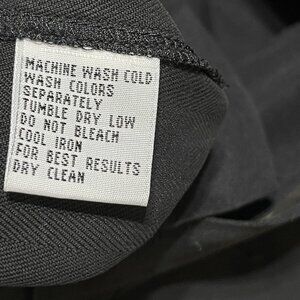 MACHINE WASH COLD
WASH COLORS
SEPARATELY
TUMBLE DRY LOW
DO NOT BLEACH
COOL IRON
FOR BEST RESULTS
DRY CLEAN